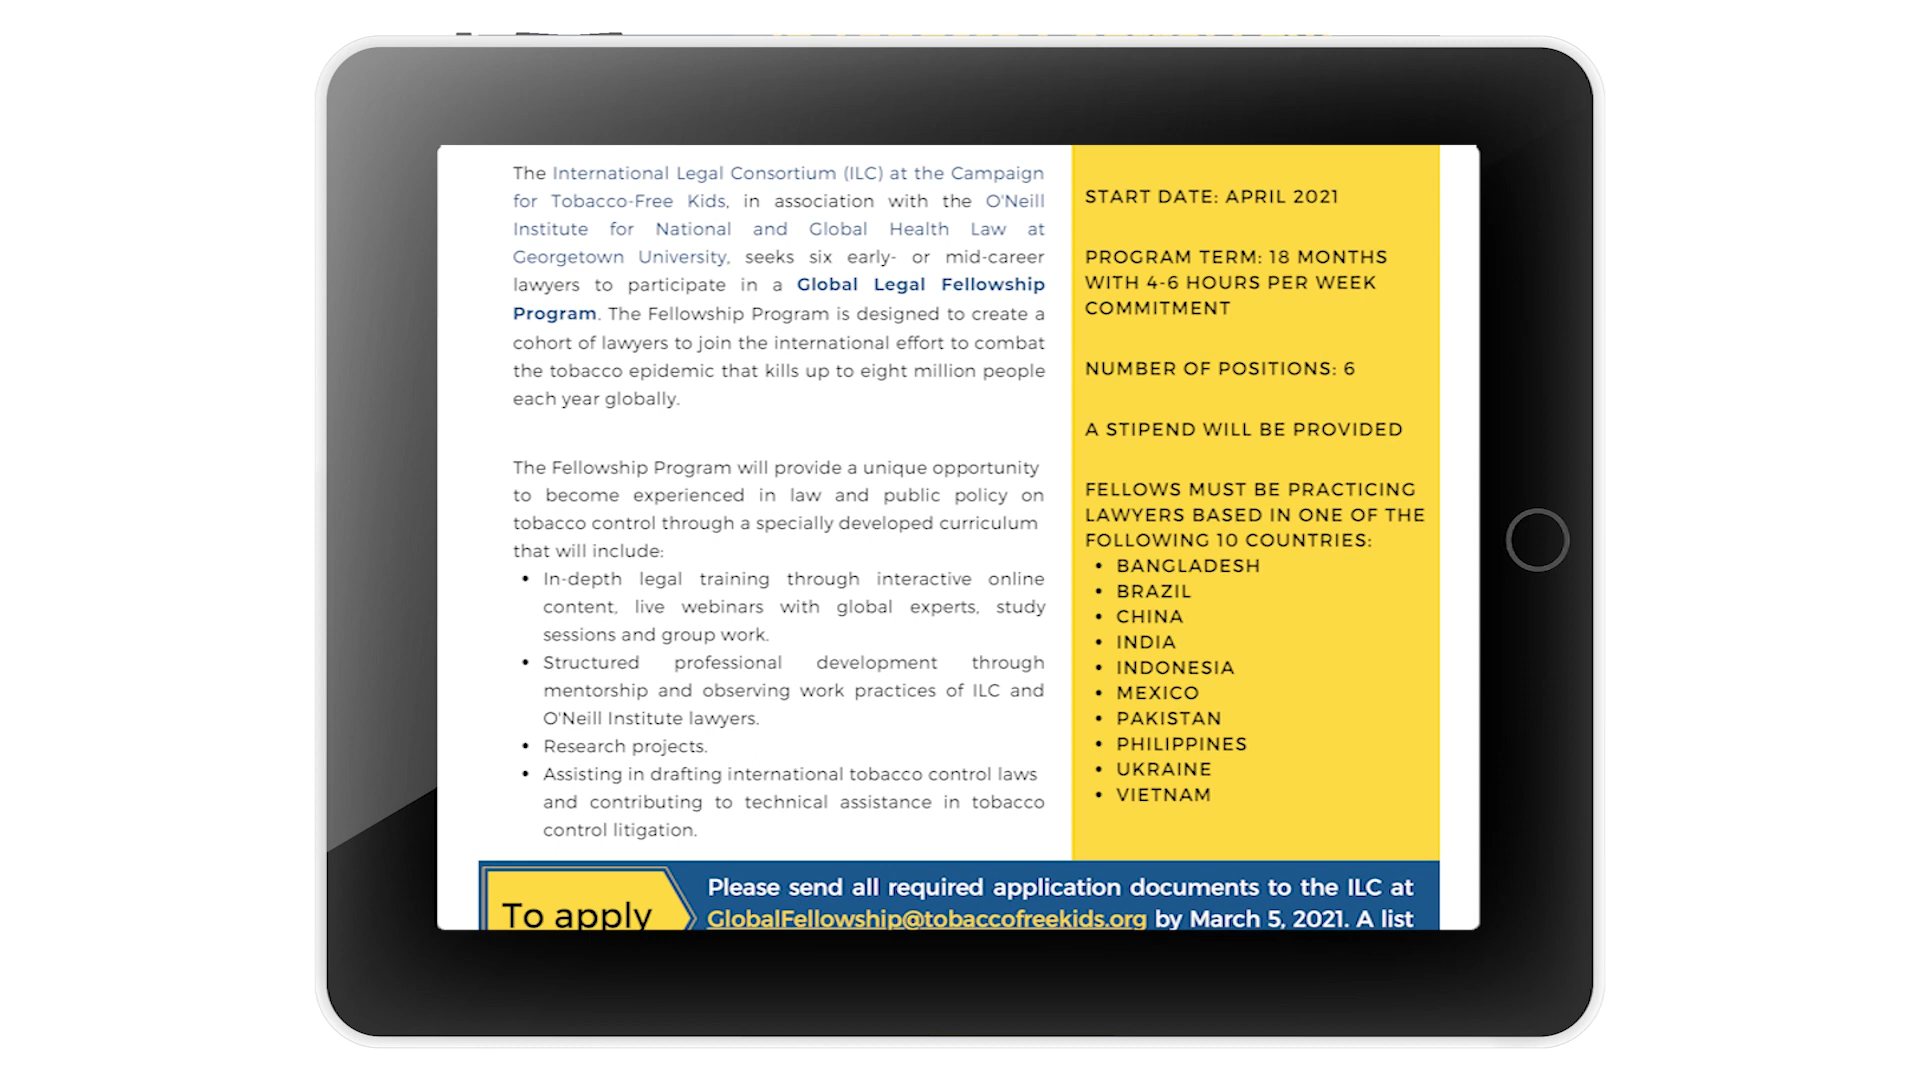 The International Legal Consortium (ILC) at the Campaign
for Tobacco-Free Kids, in association with the O'Neill
Institute for National and Global Health Law at
Georgetown University, seeks six early- or mid-career
lawyers to participate in a Global Legal Fellowship
Program. The Fellowship Program is designed to create a
cohort of lawyers to join the international effort to combat
the tobacco epidemic that kills up to eight million people
each year globally.
The Fellowship Program will provide a unique opportunity
to become experienced in law and public policy on
tobacco control through a specially developed curriculum
that will include:
• In-depth legal training through interactive online
content, live webinars with global experts, study
sessions and group work.
• Structured professional development through
mentorship and observing work practices of ILC and
O'Neill Institute lawyers.
• Research projects.
• Assisting in drafting international tobacco control laws
and contributing to technical assistance in tobacco
control litigation.
START DATE: APRIL 2021
PROGRAM TERM: 18 MONTHS
WITH 4-6 HOURS PER WEEK
COMMITMENT
NUMBER OF POSITIONS: 6
A STIPEND WILL BE PROVIDED
FELLOWS MUST BE PRACTICING
LAWYERS BASED IN ONE OF THE
FOLLOWING 10 COUNTRIES:
• BANGLADESH
• BRAZIL
• CHINA
• INDIA
• INDONESIA
• MEXICO
• PAKISTAN
• PHILIPPINES
• UKRAINE
• VIETNAM
To apply
Please send all required application documents to the ILC at
GlobalFellowship@tobaccofreekids.org by March 5, 2021. A list